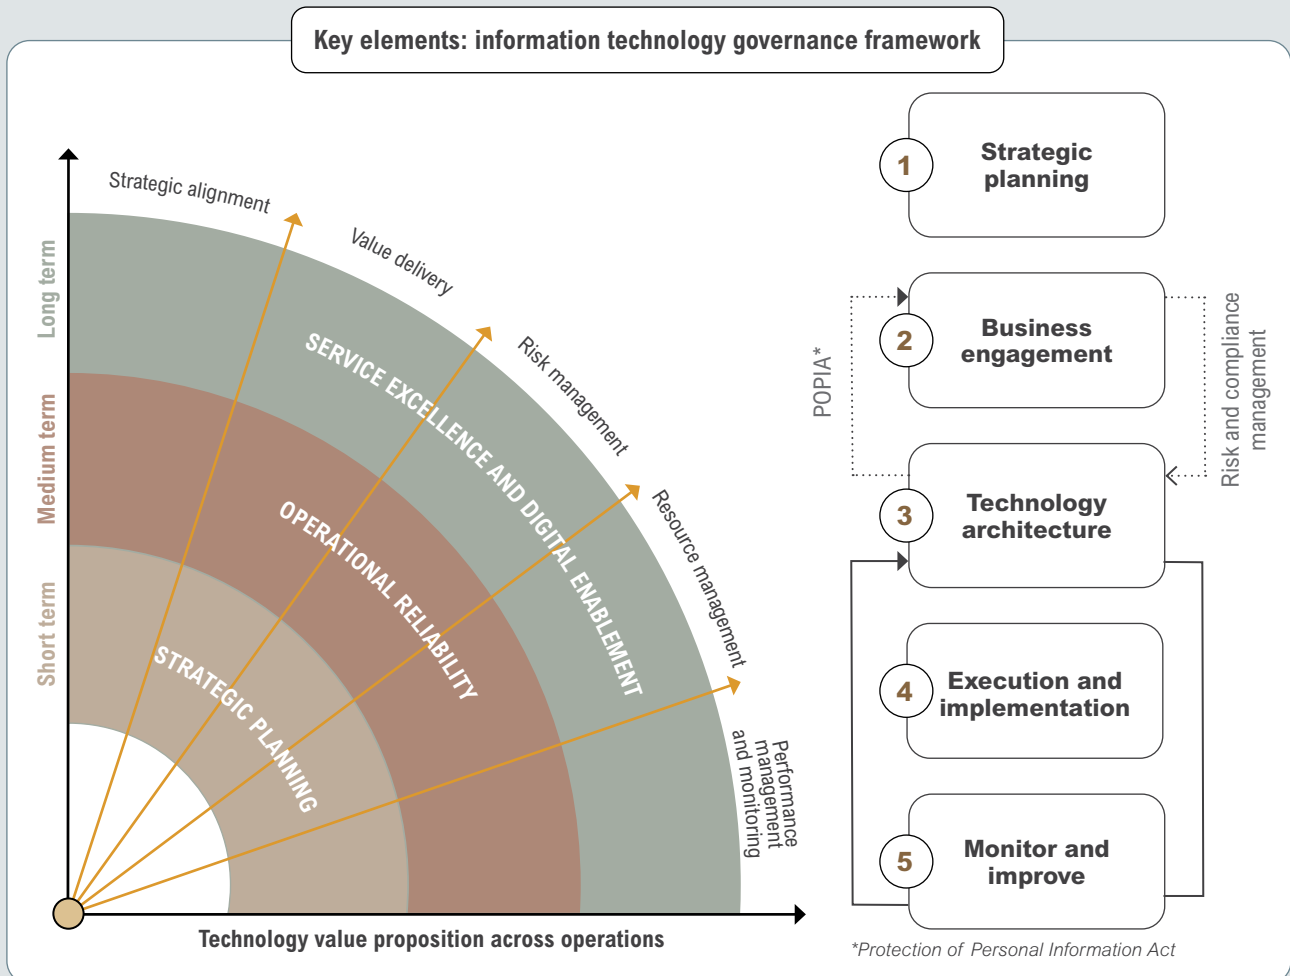 Key elements: information technology governance framework
Strategic alignment
Value delivery
Risk management
Resource management
Performance
management
and monitoring
Long term
Medium term
Short term
SERVICE EXCELLENCE AND DIGITAL ENABLEMENT
OPERATIONAL RELIABILITY
STRATEGIC PLANNING
Technology value proposition across operations
1
Strategic
planning
2
Business
engagement
POPIA*
Risk and compliance
management
3
Technology
architecture
4
Execution and
implementation
5
Monitor and
improve
*Protection of Personal Information Act